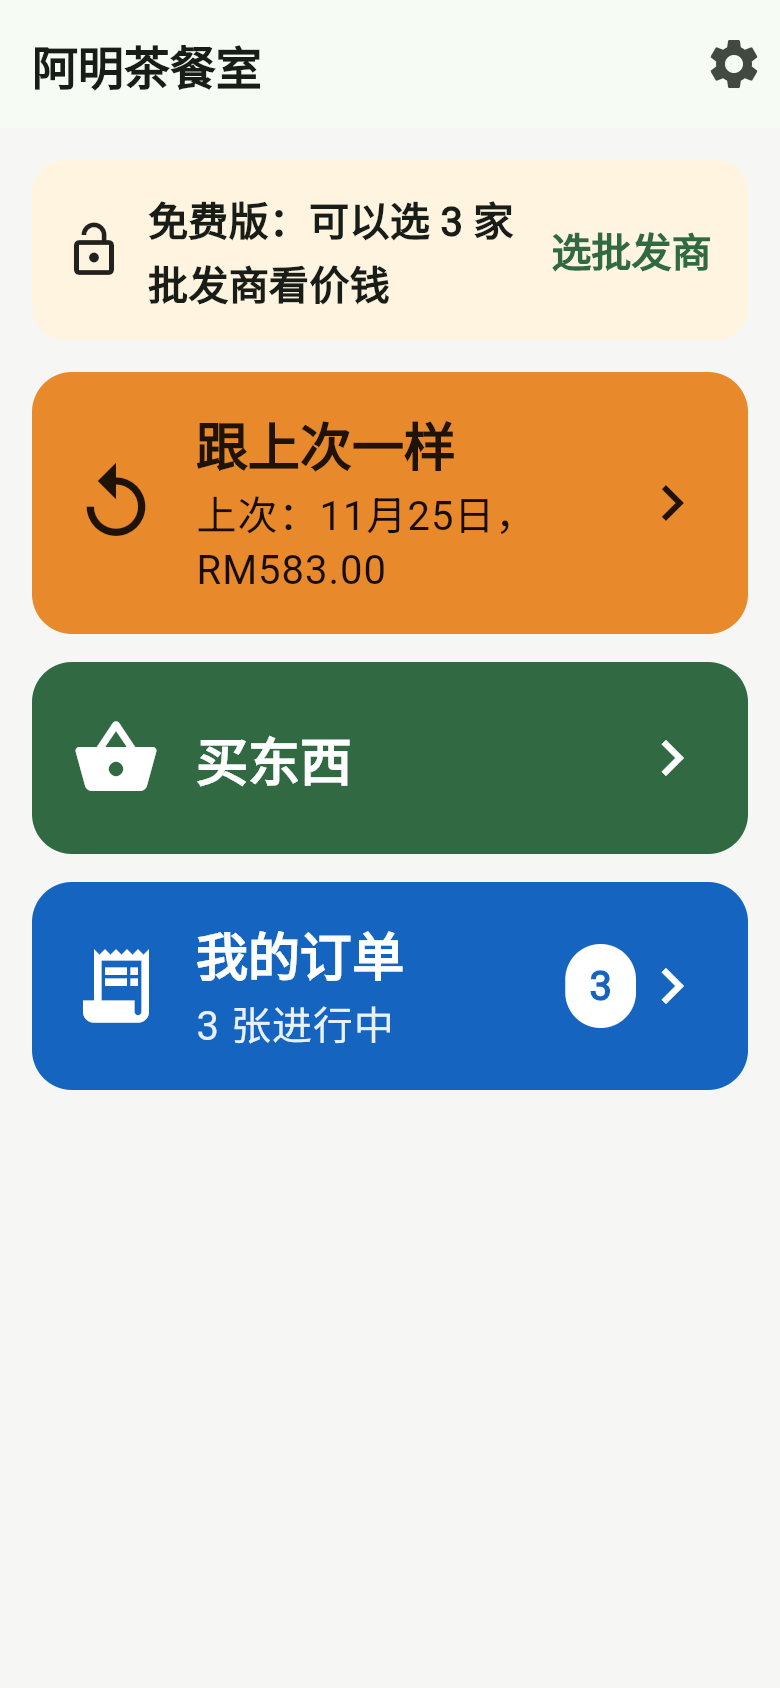 阿明茶餐室
免费版：可以选 3 家
批发商看价钱
选批发商
跟上次一样
上次：11月25日，
RM583.00
买东西
我的订单
3 张进行中
3